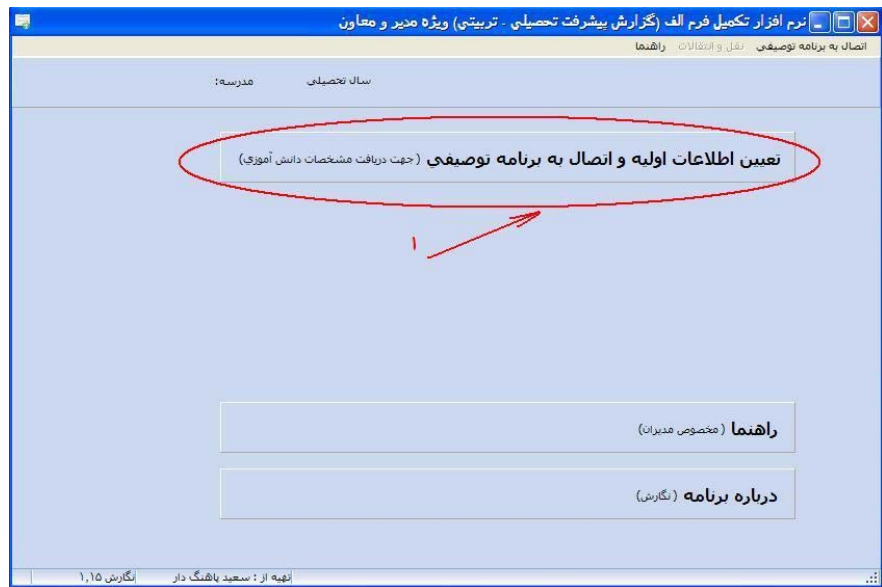 نرم افزار تکمیل فرم الف (گزارش پیشرفت تحصیلی - تربیتی) ویژه مدیر و معاون
اتصال به برنامه توصیفی نقل و انتقالات راهنما
سال تحصیلی مدرسه:
تعیین اطلاعات اولیه و اتصال به برنامه توصیفی (جهت دریافت مشخصات دانش آموزی)
۱
راهنما (مخصوص مدیران)
درباره برنامه (نگارش)
تهیه از : سعید پاهنگ دار نگارش ۱,۱۵